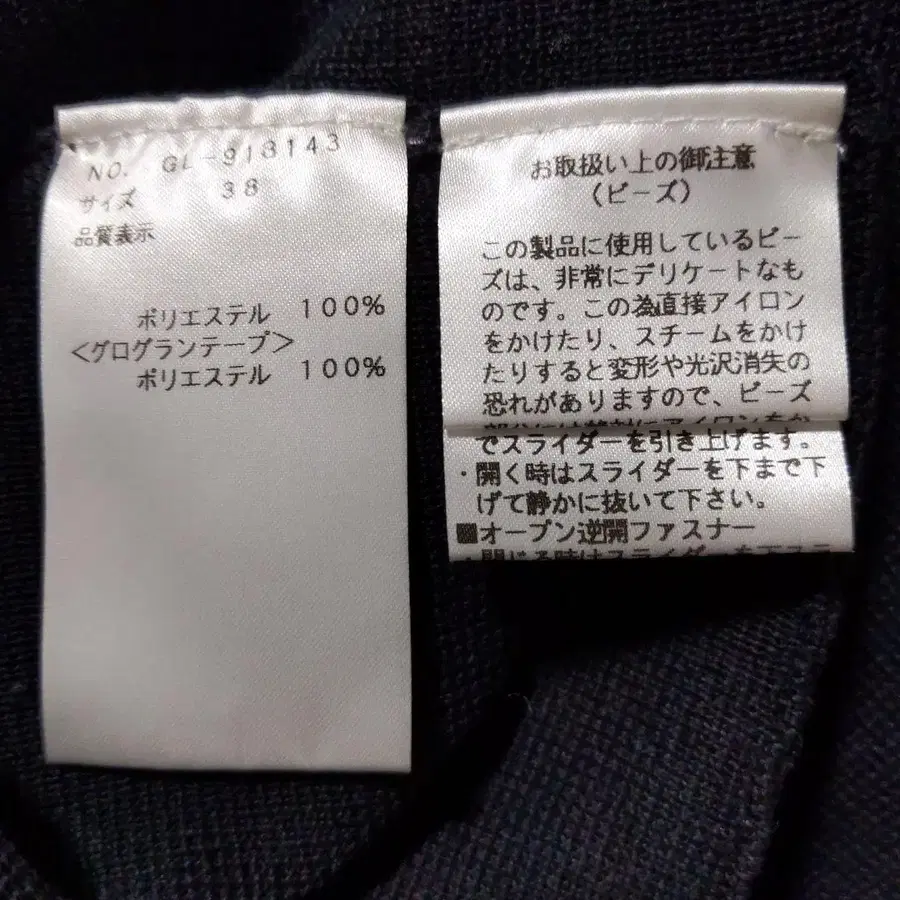 NO. GL-913143
サイズ 38
品質表示
ポリエステル 100%
<グログランテープ>
ポリエステル 100%
お取扱い上の御注意
(ビーズ)
この製品に使用しているビー
ズは、非常にデリケートなも
のです。この為直接アイロン
をかけたり、スチームをかけ
たりすると変形や光沢消失の
恐れがありますので、ビーズ
でスライダーを引き上げます。
・開く時はスライダーを下まで下
げて静かに抜いて下さい。
■オープン逆開ファスナー